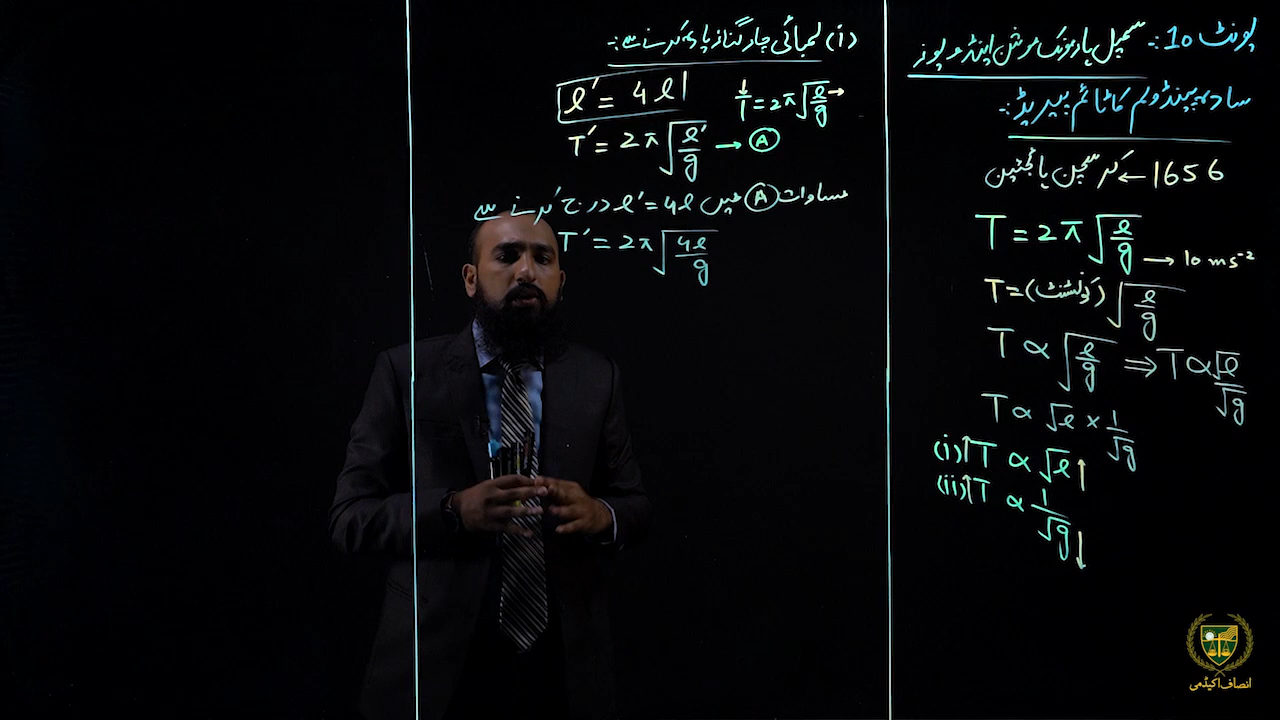 یونٹ 10:۔ سمپل ہارمونک موشن اینڈ ویوز
سادہ پینڈولم کا ٹائم پیریڈ:۔
1656 ← کرسچین ہائجنز
T = 2π√(ℓ/g) → 10 ms⁻²
T = (کونسٹنٹ) √(ℓ/g)
T ∝ √(ℓ/g) ⇒ T ∝ √ℓ/√g
T ∝ √ℓ × 1/√g
(i) ↑T ∝ √ℓ ↑
(ii) ↑T ∝ 1/√g ↓
(i) لمبائی چار گنا زیادہ کرنے سے:۔
ℓ′ = 4ℓ
T = 2π√(ℓ/g) →
T′ = 2π√(ℓ′/g) → Ⓐ
مساوات Ⓐ میں ℓ′ = 4ℓ درج کرنے سے
T′ = 2π√(4ℓ/g)
انصاف اکیڈمی